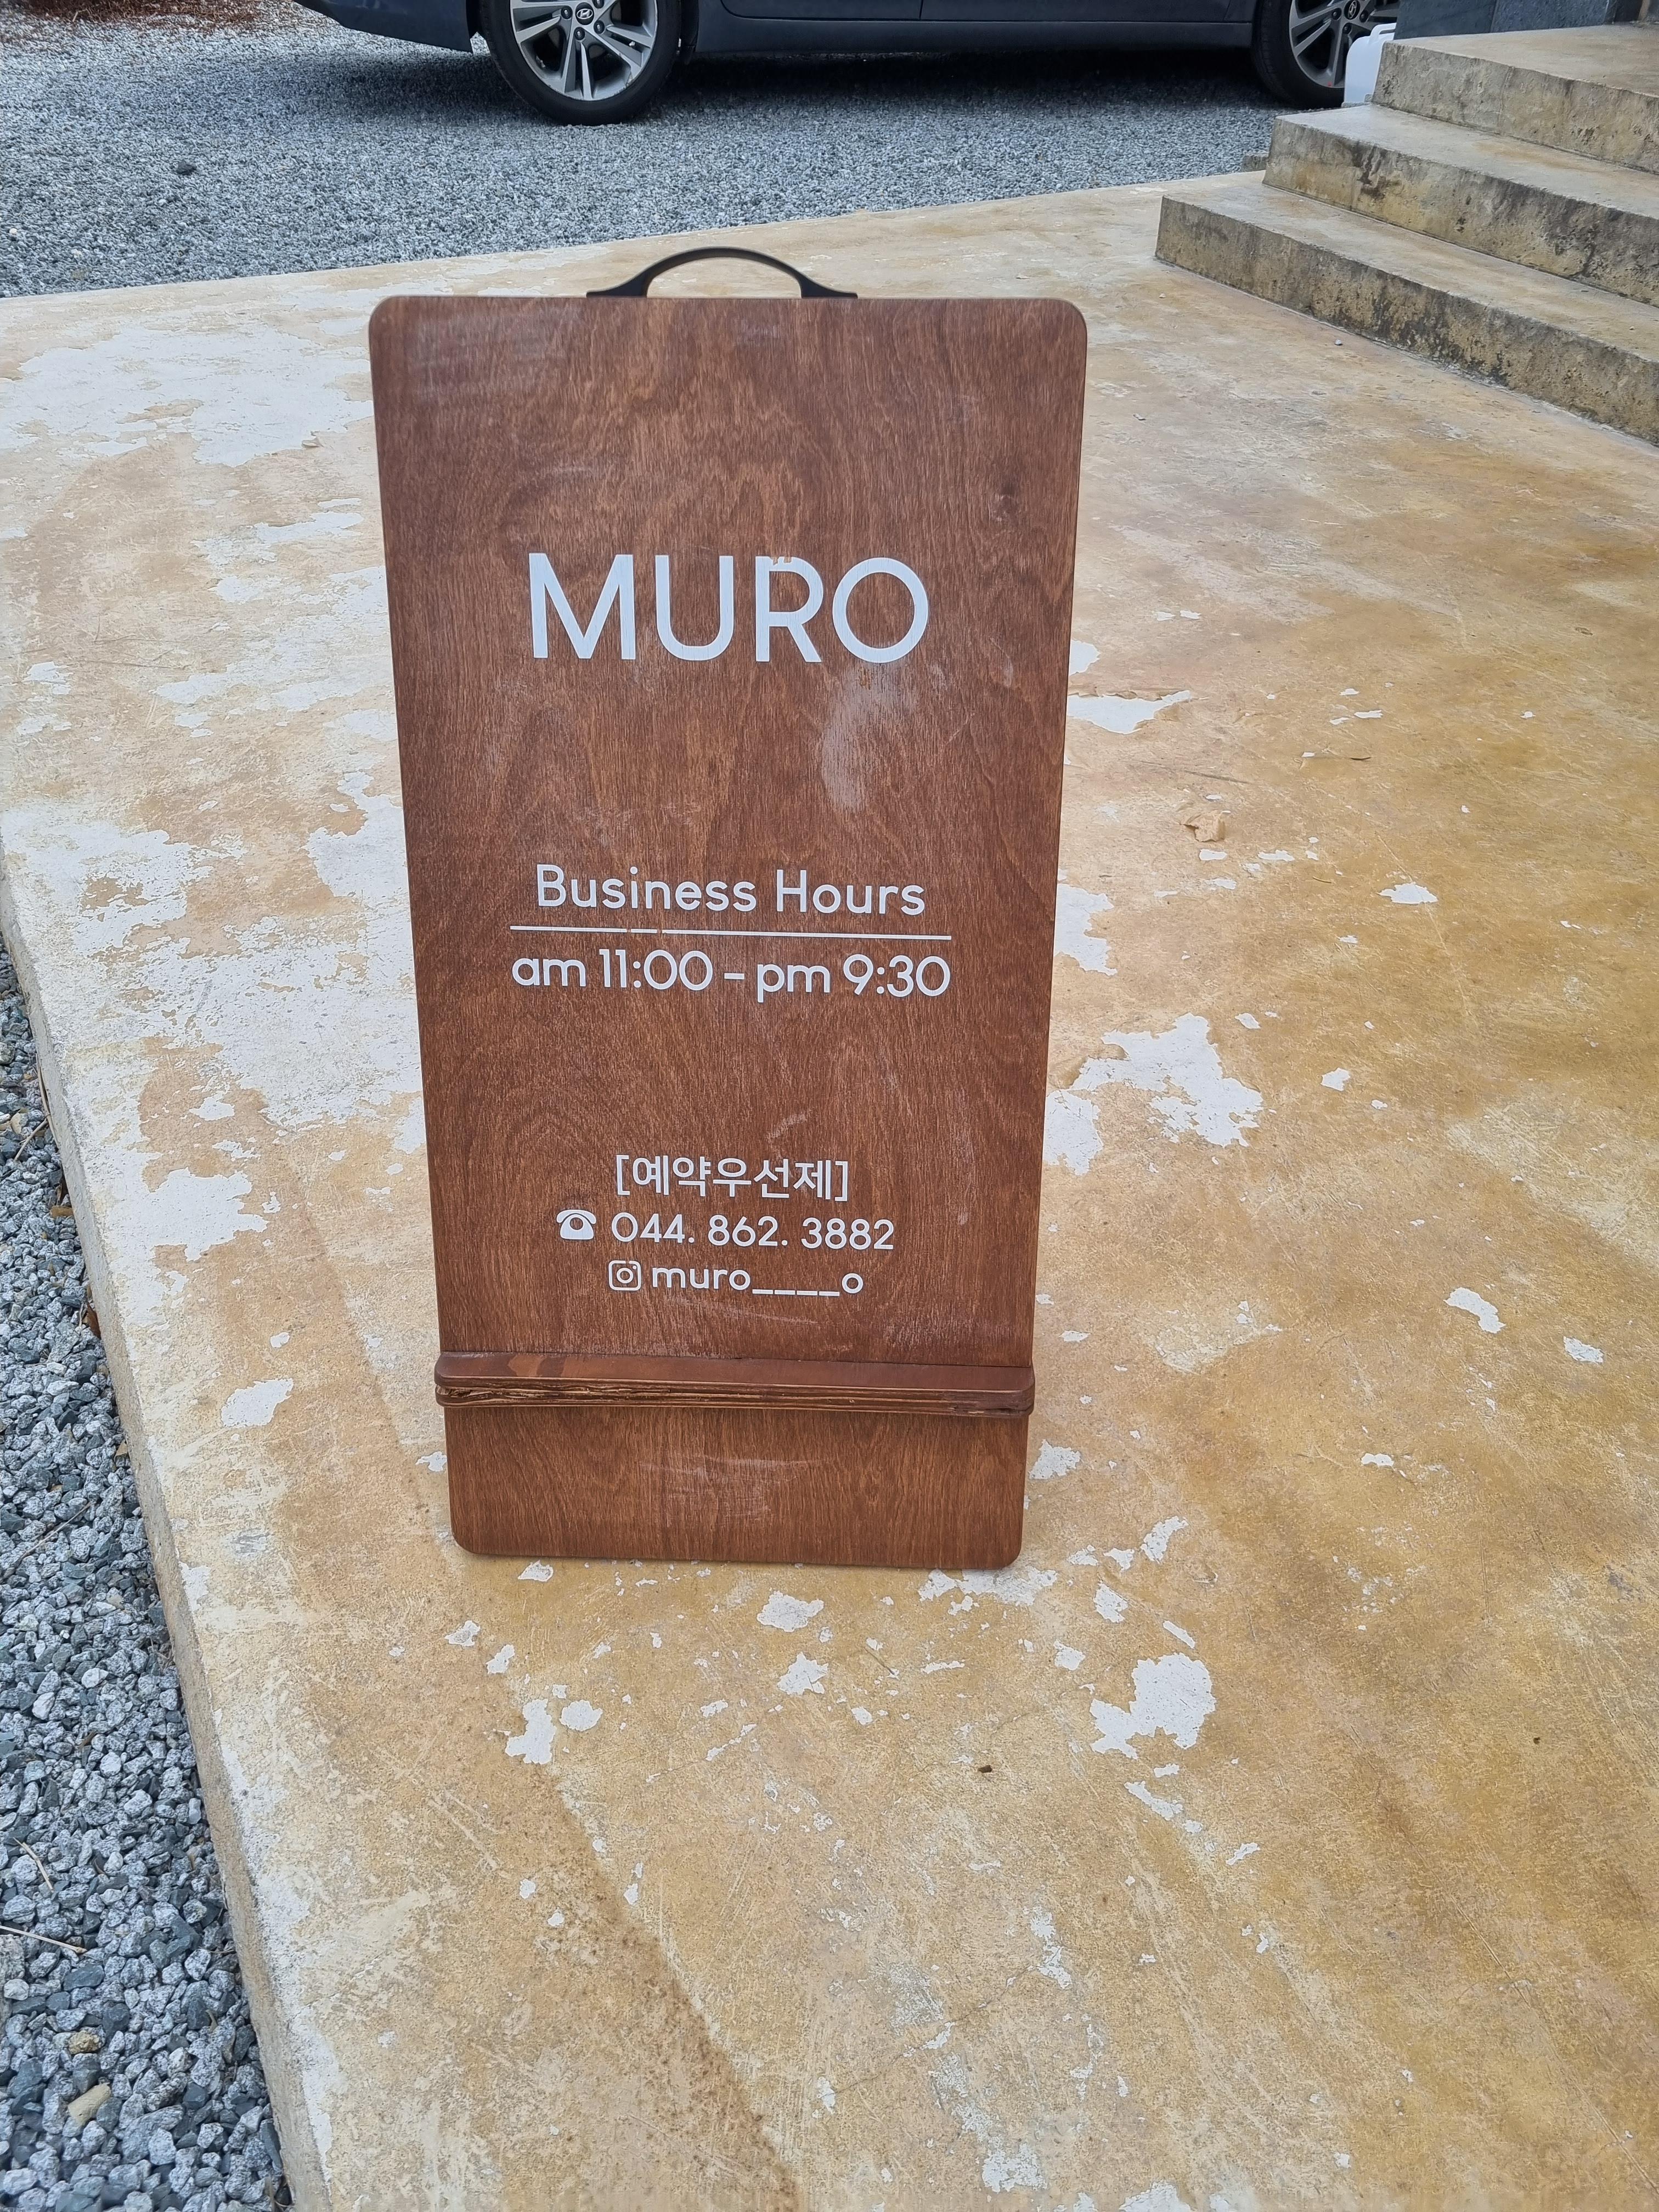 MURO
Business Hours
am 11:00 - pm 9:30
[예약우선제]
044. 862. 3882
muro____o